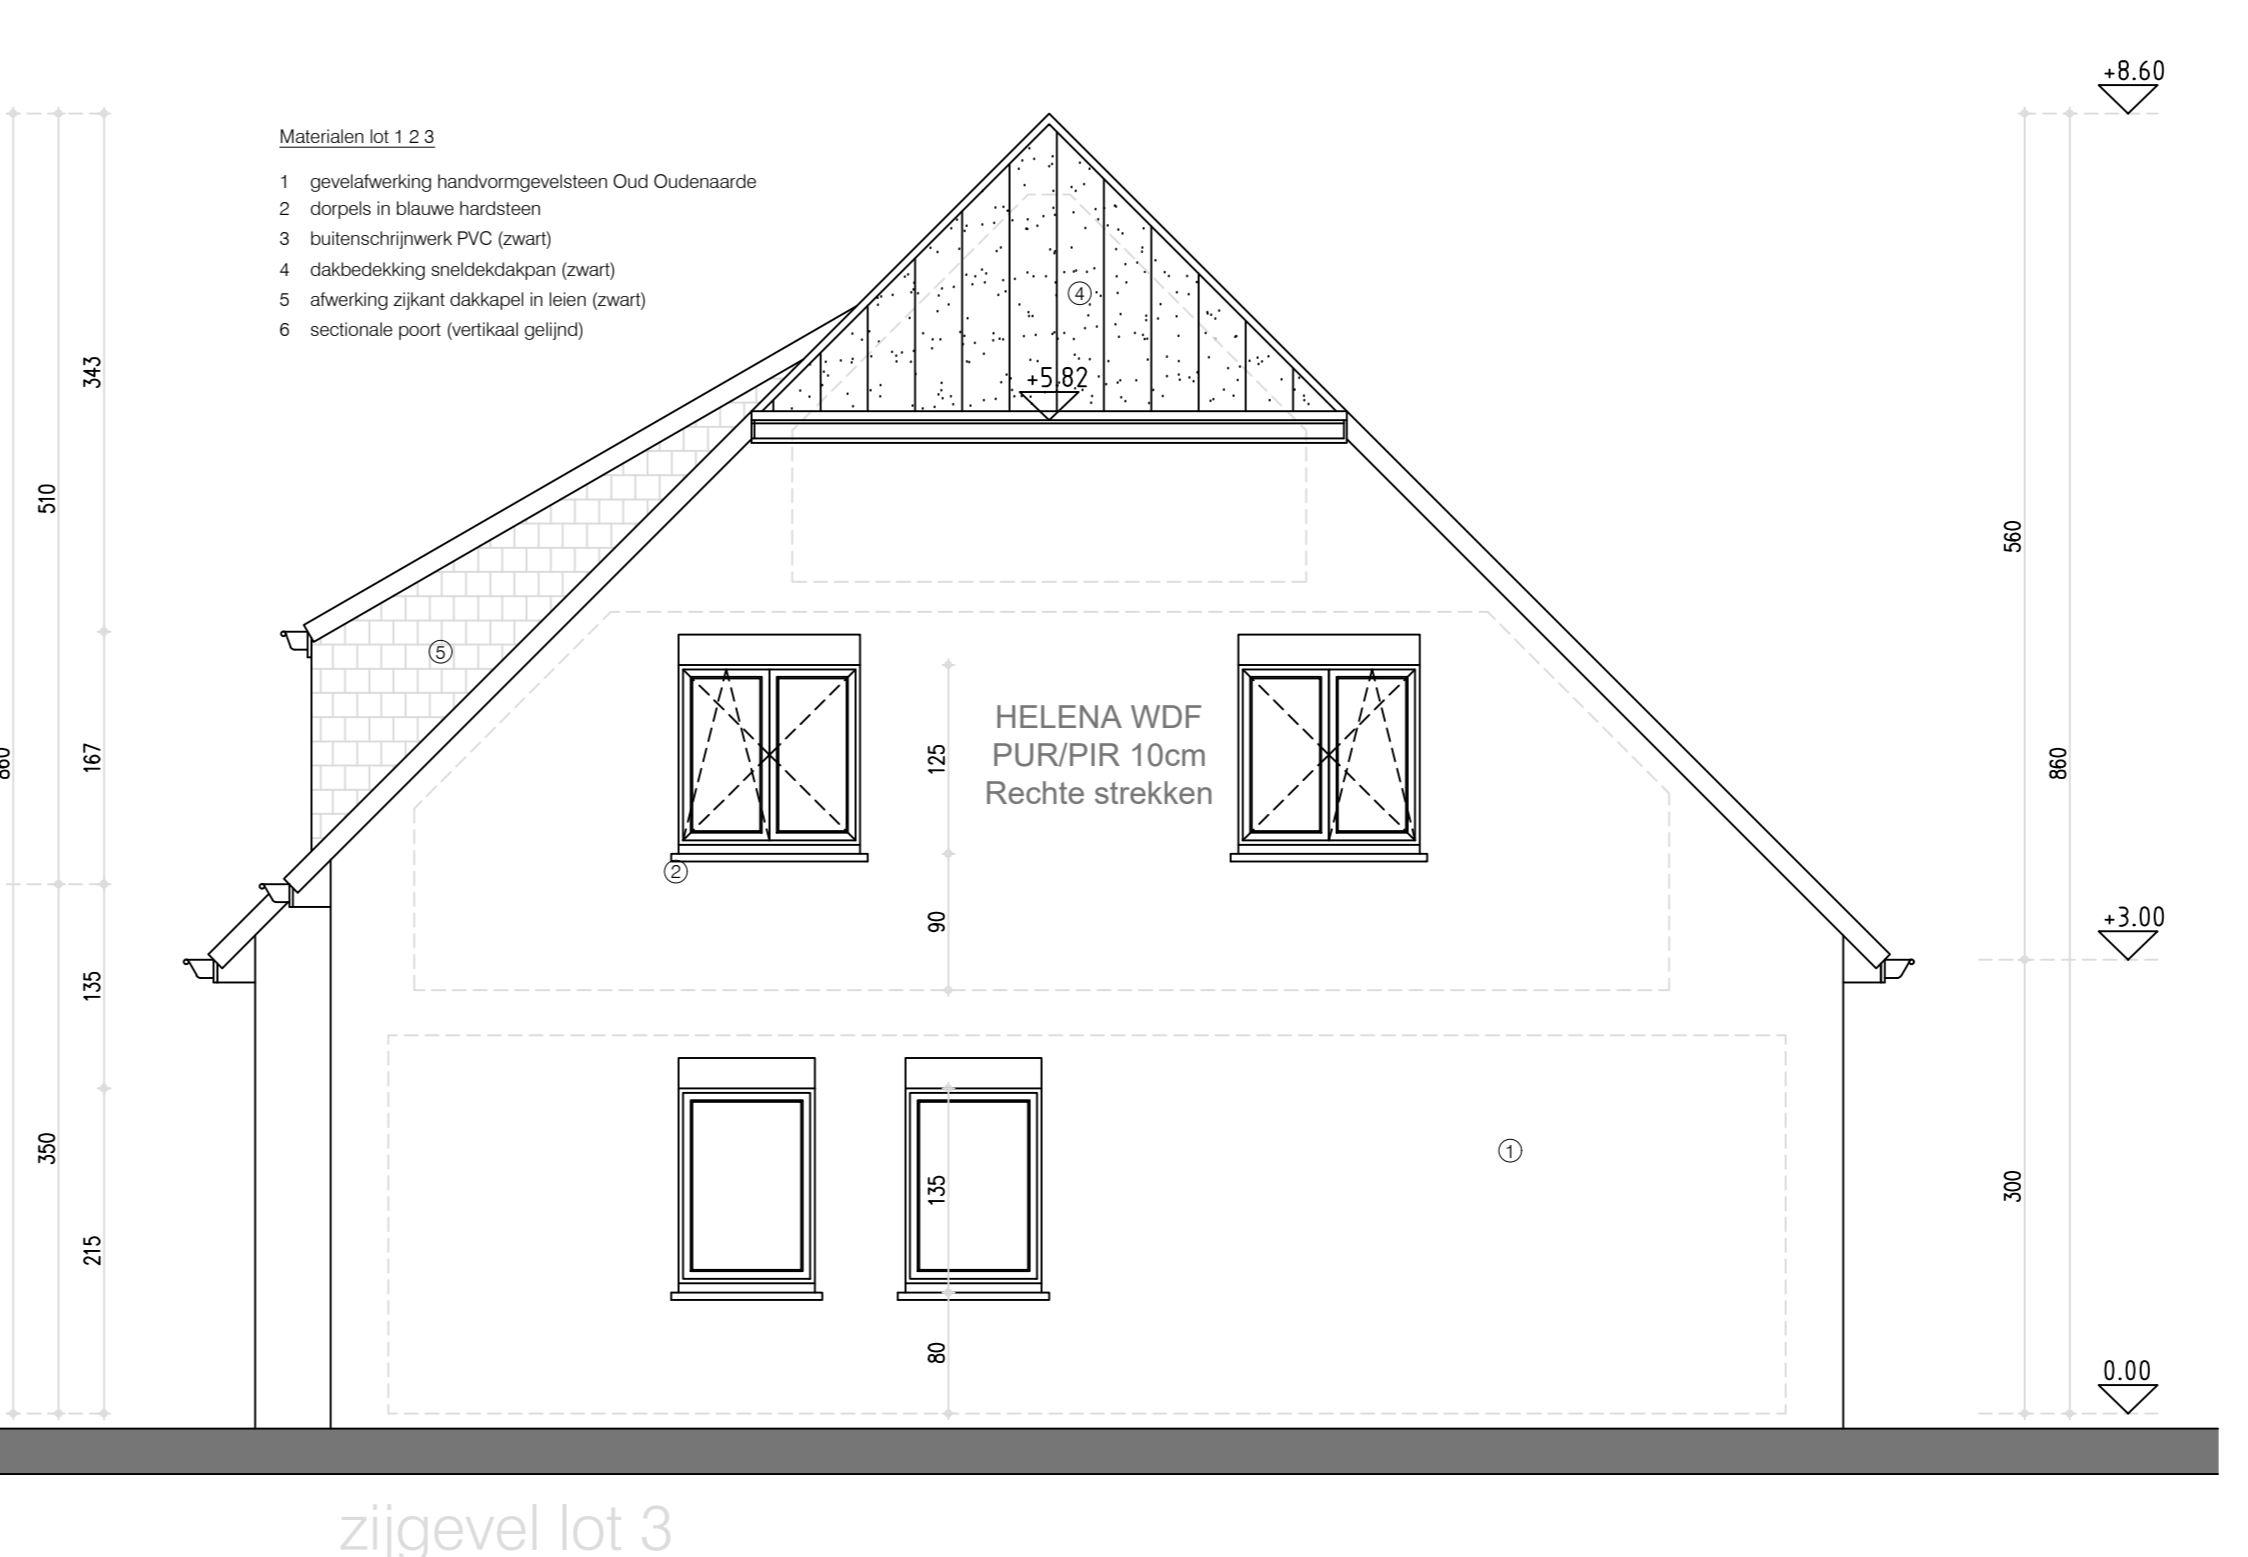 +8.60
Materialen lot 1 2 3
1 gevelafwerking handvormgevelsteen Oud Oudenaarde
2 dorpels in blauwe hardsteen
3 buitenschrijnwerk PVC (zwart)
4 dakbedekking sneldekdakpan (zwart)
5 afwerking zijkant dakkapel in leien (zwart)
6 sectionale poort (vertikaal gelijnd)
4
343
+5.82
510
560
5
HELENA WDF
PUR/PIR 10cm
Rechte strekken
860
167
125
860
2
90
+3.00
135
350
1
135
300
215
80
0.00
zijgevel lot 3